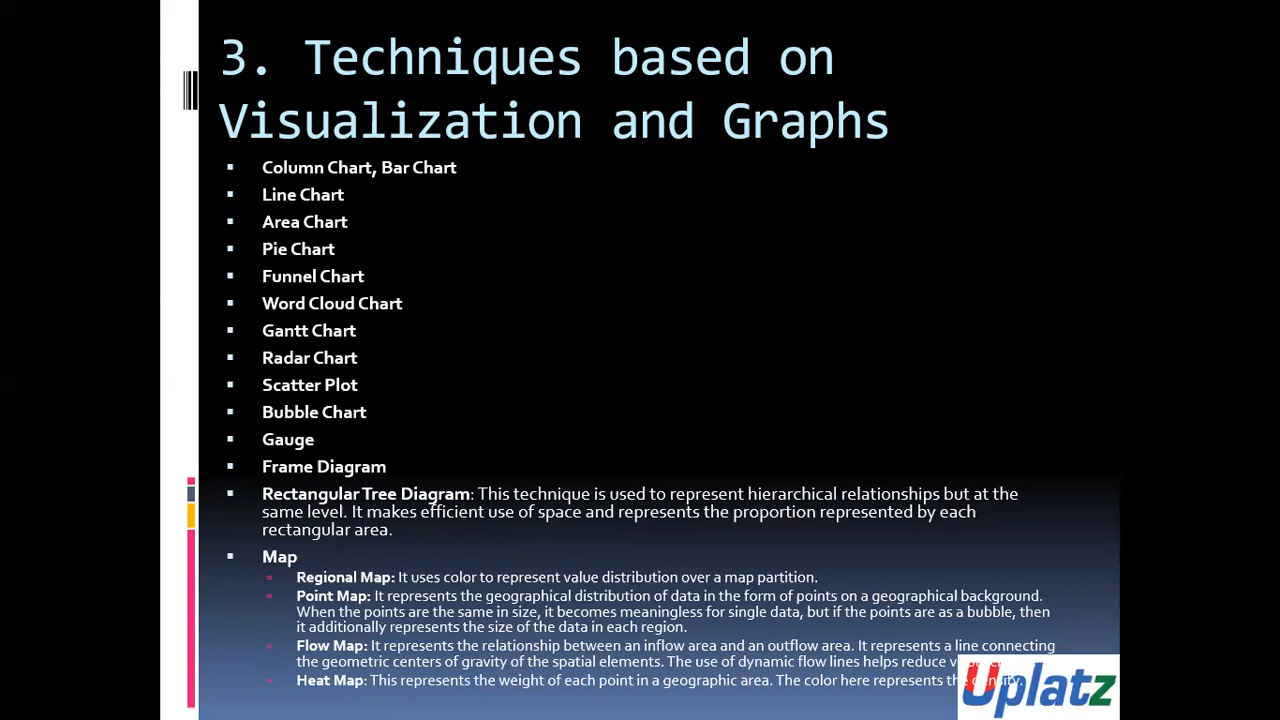 3. Techniques based on
Visualization and Graphs
▪ Column Chart, Bar Chart
▪ Line Chart
▪ Area Chart
▪ Pie Chart
▪ Funnel Chart
▪ Word Cloud Chart
▪ Gantt Chart
▪ Radar Chart
▪ Scatter Plot
▪ Bubble Chart
▪ Gauge
▪ Frame Diagram
▪ Rectangular Tree Diagram: This technique is used to represent hierarchical relationships but at the
same level. It makes efficient use of space and represents the proportion represented by each
rectangular area.
▪ Map
▫ Regional Map: It uses color to represent value distribution over a map partition.
▫ Point Map: It represents the geographical distribution of data in the form of points on a geographical background.
When the points are the same in size, it becomes meaningless for single data, but if the points are as a bubble, then
it additionally represents the size of the data in each region.
▫ Flow Map: It represents the relationship between an inflow area and an outflow area. It represents a line connecting
the geometric centers of gravity of the spatial elements. The use of dynamic flow lines helps reduce
▫ Heat Map: This represents the weight of each point in a geographic area. The color here represents the density.
Uplatz